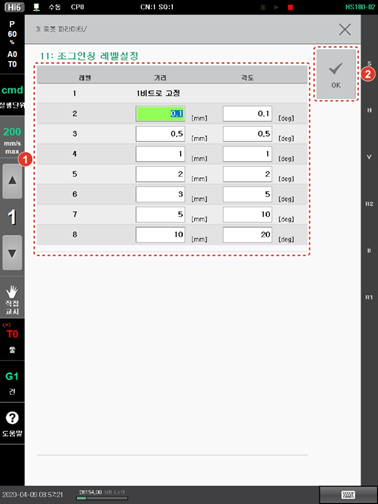 Hi6 수동 CP0 CN:1 SQ:1 HS180-02
P
60
%
A0
T0
cmd
실행단위
200
mm/s
max
1
직접
교시
T0
툴
G1
건
도움말
3: 로봇 파라미터/
11: 조그인칭 레벨설정
레벨 거리 각도
1 1비트로 고정
2 0,1 [mm] 0,1 [deg]
3 0,5 [mm] 0,5 [deg]
4 1 [mm] 1 [deg]
5 2 [mm] 2 [deg]
6 3 [mm] 5 [deg]
7 5 [mm] 10 [deg]
8 10 [mm] 20 [deg]
1
2
OK
S
H
V
R2
B
R1
2020-04-09 08:57:21